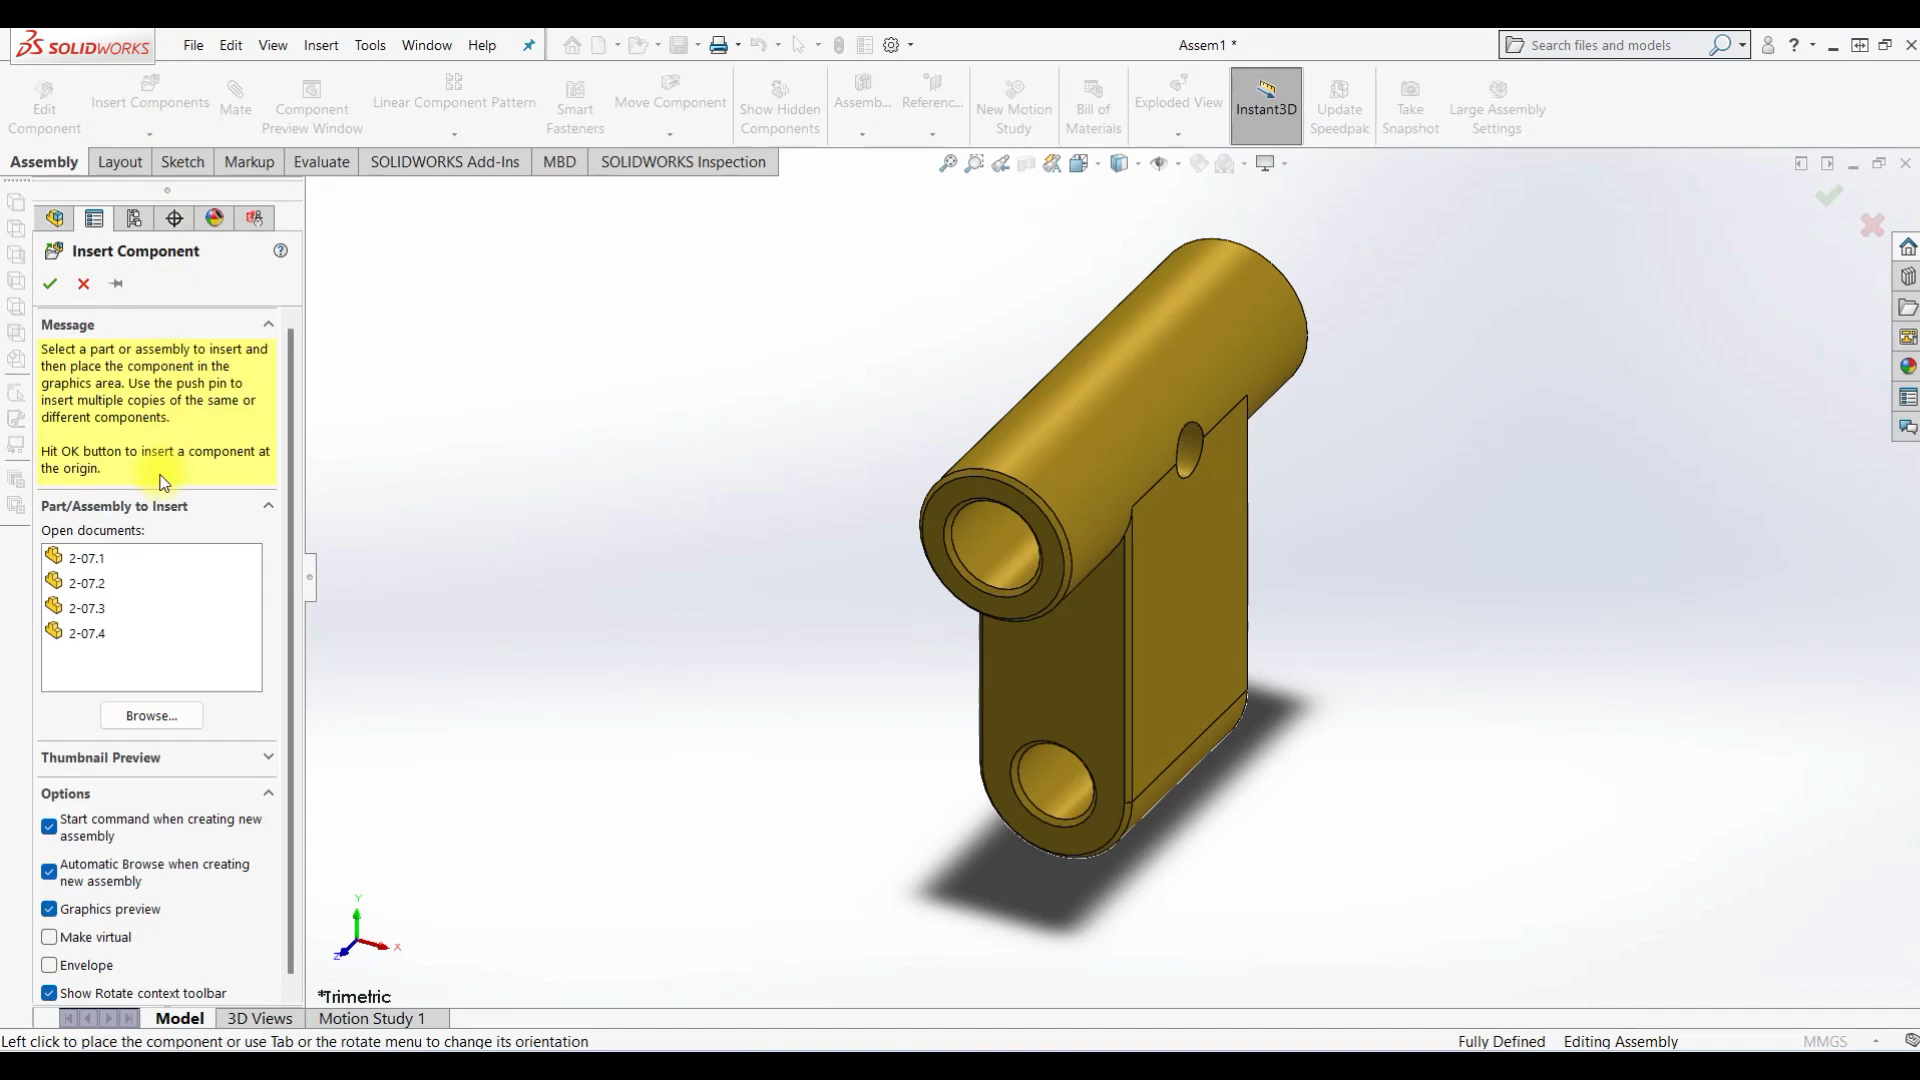 SOLIDWORKS
File Edit View Insert Tools Window Help
Assem1 *
Search files and models
Edit
Component
Insert Components
Mate
Component
Preview Window
Linear Component Pattern
Smart
Fasteners
Move Component
Show Hidden
Components
Assemb...
Referenc...
New Motion
Study
Bill of
Materials
Exploded View
Instant3D
Update
Speedpak
Take
Snapshot
Large Assembly
Settings
Assembly Layout Sketch Markup Evaluate SOLIDWORKS Add-Ins MBD SOLIDWORKS Inspection
Insert Component
Message
Select a part or assembly to insert and
then place the component in the
graphics area. Use the push pin to
insert multiple copies of the same or
different components.
Hit OK button to insert a component at
the origin.
Part/Assembly to Insert
Open documents:
2-07.1
2-07.2
2-07.3
2-07.4
Browse...
Thumbnail Preview
Options
Start command when creating new
assembly
Automatic Browse when creating
new assembly
Graphics preview
Make virtual
Envelope
Show Rotate context toolbar
Y
X
Z
*Trimetric
Model 3D Views Motion Study 1
Left click to place the component or use Tab or the rotate menu to change its orientation
Fully Defined Editing Assembly MMGS